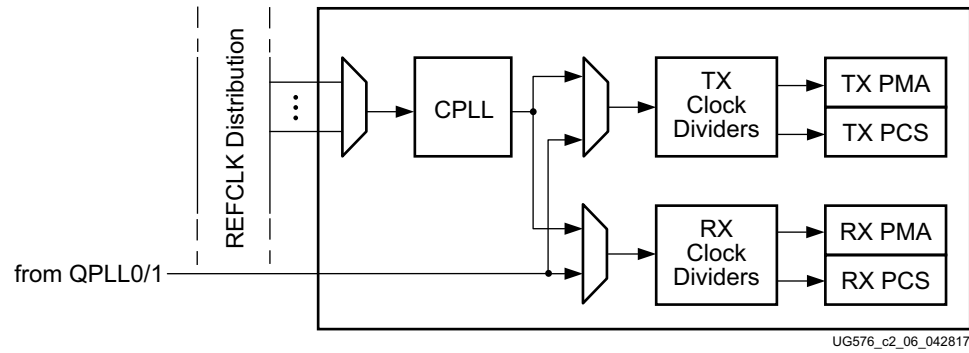 REFCLK Distribution
CPLL
TX
Clock
Dividers
TX PMA
TX PCS
RX
Clock
Dividers
RX PMA
RX PCS
from QPLL0/1
UG576_c2_06_042817